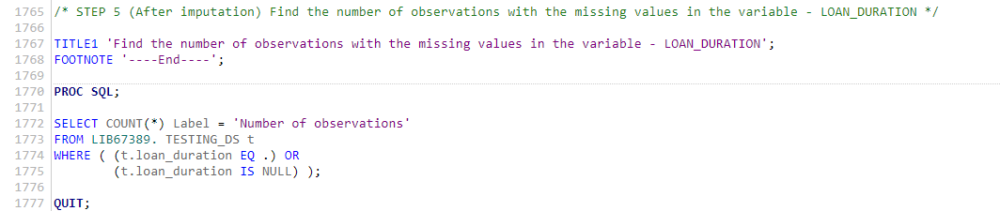 1765 /* STEP 5 (After imputation) Find the number of observations with the missing values in the variable - LOAN_DURATION */
1766
1767 TITLE1 'Find the number of observations with the missing values in the variable - LOAN_DURATION';
1768 FOOTNOTE '----End----';
1769
1770 PROC SQL;
1771
1772 SELECT COUNT(*) Label = 'Number of observations'
1773 FROM LIB67389. TESTING_DS t
1774 WHERE ( (t.loan_duration EQ .) OR
1775         (t.loan_duration IS NULL) );
1776
1777 QUIT;